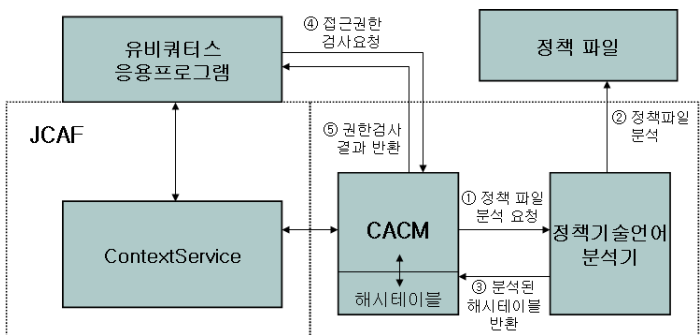 유비쿼터스
응용프로그램
④ 접근권한
검사요청
정책 파일
② 정책파일
분석
⑤ 권한검사
결과 반환
JCAF
① 정책 파일
분석 요청
ContextService
CACM
해시테이블
정책기술언어
분석기
③ 분석된
해시테이블
반환